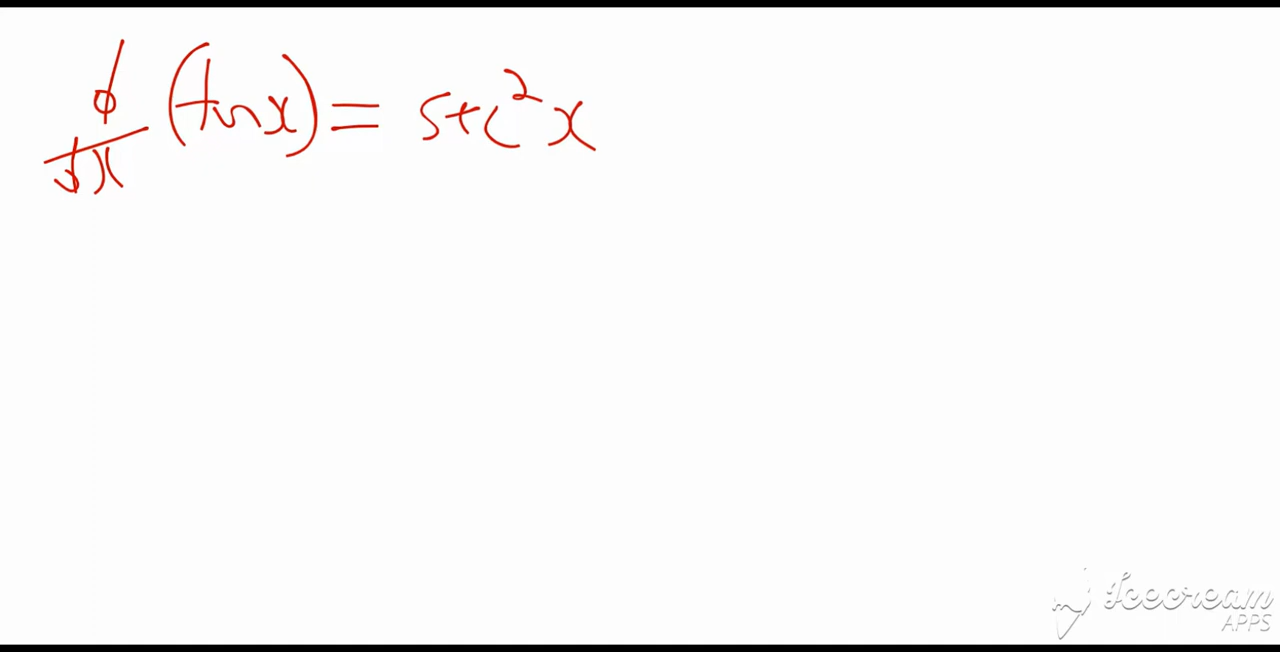 d/dx (tan x) = sec² x
Icecream
APPS